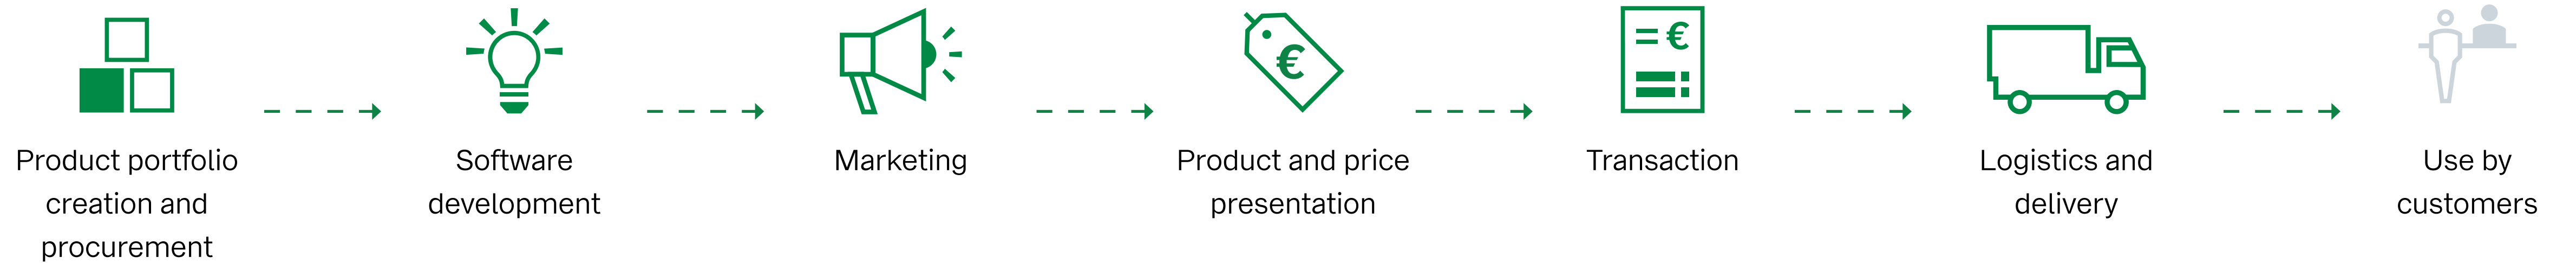 €
= €
Product portfolio
creation and
procurement
Software
development
Marketing
Product and price
presentation
Transaction
Logistics and
delivery
Use by
customers